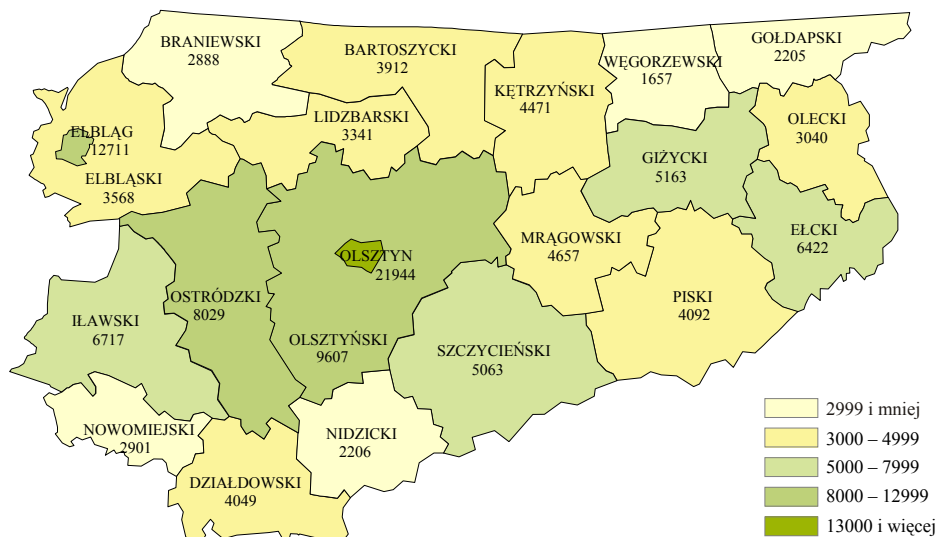 BRANIEWSKI
2888
BARTOSZYCKI
3912
GOŁDAPSKI
2205
WĘGORZEWSKI
1657
KĘTRZYŃSKI
4471
LIDZBARSKI
3341
OLECKI
3040
ELBLĄG
12711
GIŻYCKI
5163
ELBLĄSKI
3568
EŁCKI
6422
MRĄGOWSKI
4657
OLSZTYN
21944
OSTRÓDZKI
8029
PISKI
4092
IŁAWSKI
6717
OLSZTYŃSKI
9607
SZCZYCIEŃSKI
5063
NOWOMIEJSKI
2901
NIDZICKI
2206
DZIAŁDOWSKI
4049
2999 i mniej
3000 – 4999
5000 – 7999
8000 – 12999
13000 i więcej